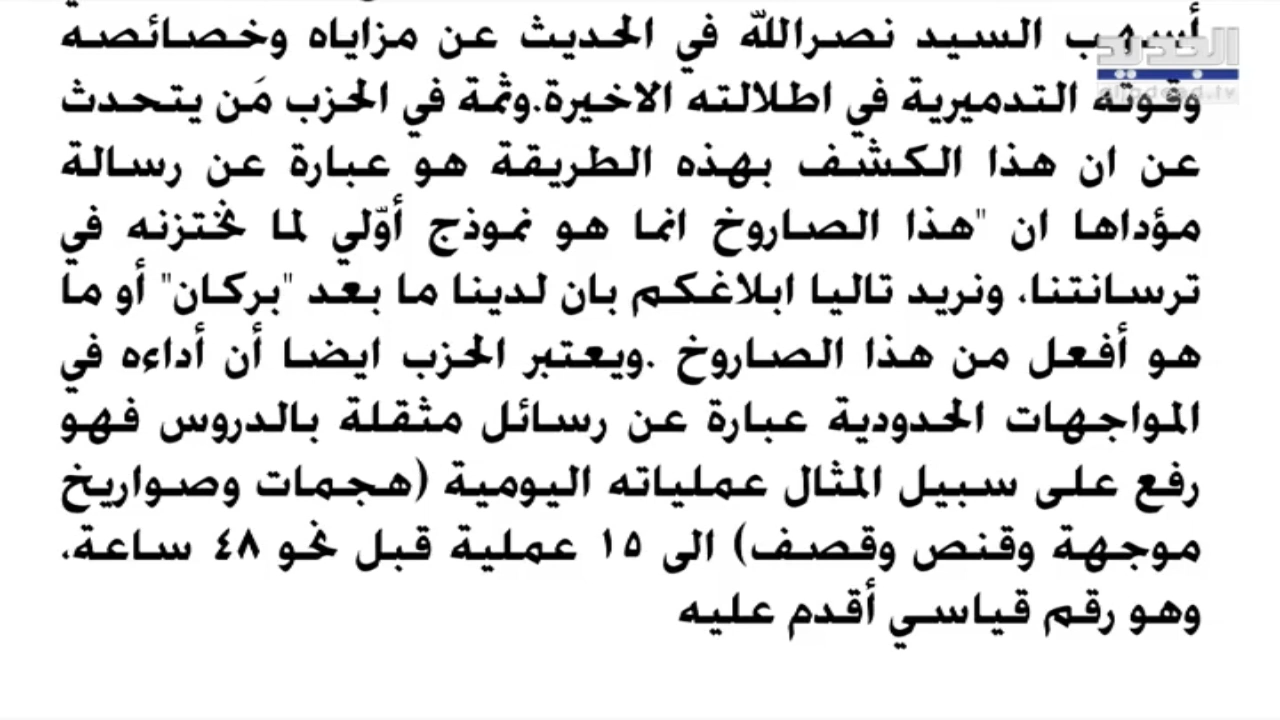 أسهب السيد نصرالله في الحديث عن مزاياه وخصائصه
الجديد
وقوته التدميرية في اطلالته الاخيرة.وثمة في الحزب مَن يتحدث
aljadeed.tv
عن ان هذا الكشف بهذه الطريقة هو عبارة عن رسالة
مؤداها ان "هذا الصاروخ انما هو نموذج أوّلي لما نختزنه في
ترسانتنا، ونريد تاليا ابلاغكم بان لدينا ما بعد "بركان" أو ما
هو أفعل من هذا الصاروخ .ويعتبر الحزب ايضا أن أداءه في
المواجهات الحدودية عبارة عن رسائل مثقلة بالدروس فهو
رفع على سبيل المثال عملياته اليومية (هجمات وصواريخ
موجهة وقنص وقصف) الى ١٥ عملية قبل نحو ٤٨ ساعة،
وهو رقم قياسي أقدم عليه